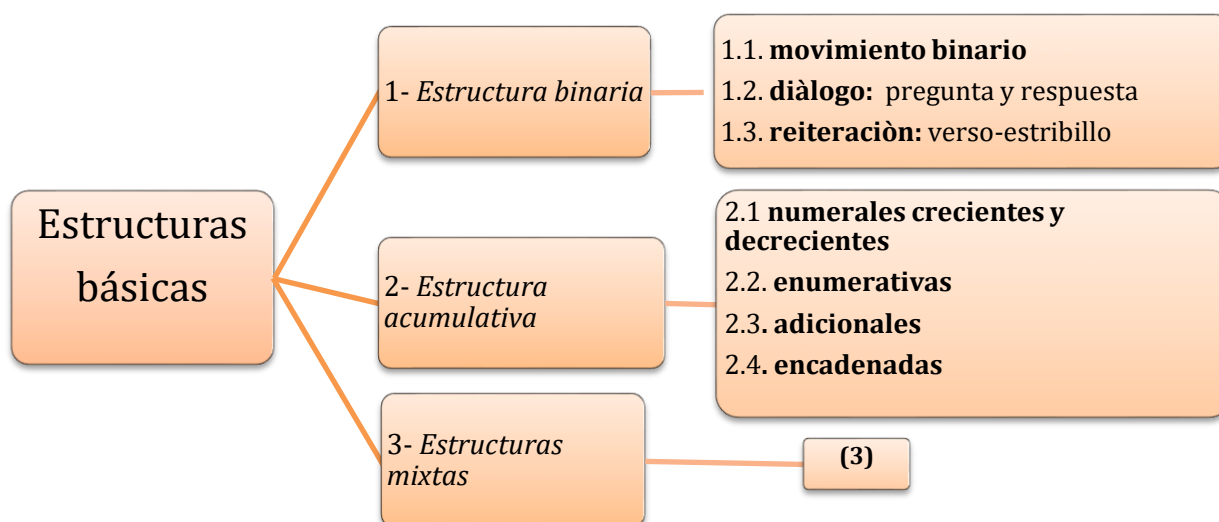 Estructuras
básicas
1- Estructura binaria
1.1. movimiento binario
1.2. diàlogo: pregunta y respuesta
1.3. reiteraciòn: verso-estribillo
2- Estructura
acumulativa
2.1 numerales crecientes y
decrecientes
2.2. enumerativas
2.3. adicionales
2.4. encadenadas
3- Estructuras
mixtas
(3)